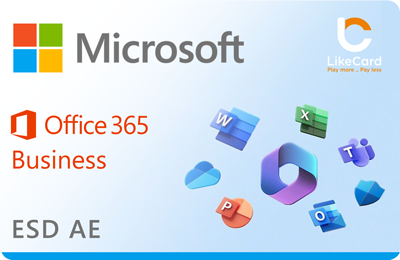 Microsoft
LikeCard
Play more .. Pay less
Office 365
Business
W
X
T
P
O
ESD AE